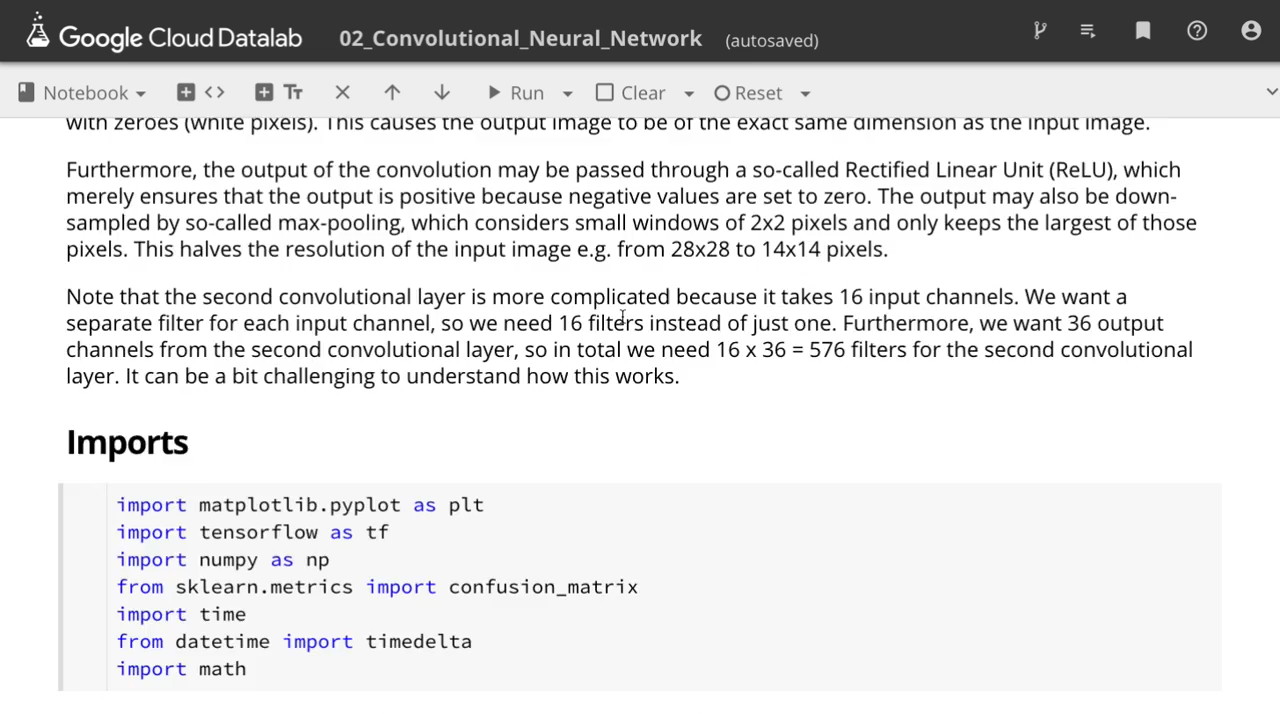 Google Cloud Datalab 02_Convolutional_Neural_Network (autosaved)
Notebook Tt Run Clear Reset
with zeroes (white pixels). This causes the output image to be of the exact same dimension as the input image.
Furthermore, the output of the convolution may be passed through a so-called Rectified Linear Unit (ReLU), which
merely ensures that the output is positive because negative values are set to zero. The output may also be down-
sampled by so-called max-pooling, which considers small windows of 2x2 pixels and only keeps the largest of those
pixels. This halves the resolution of the input image e.g. from 28x28 to 14x14 pixels.
Note that the second convolutional layer is more complicated because it takes 16 input channels. We want a
separate filter for each input channel, so we need 16 filters instead of just one. Furthermore, we want 36 output
channels from the second convolutional layer, so in total we need 16 x 36 = 576 filters for the second convolutional
layer. It can be a bit challenging to understand how this works.
Imports
import matplotlib.pyplot as plt
import tensorflow as tf
import numpy as np
from sklearn.metrics import confusion_matrix
import time
from datetime import timedelta
import math